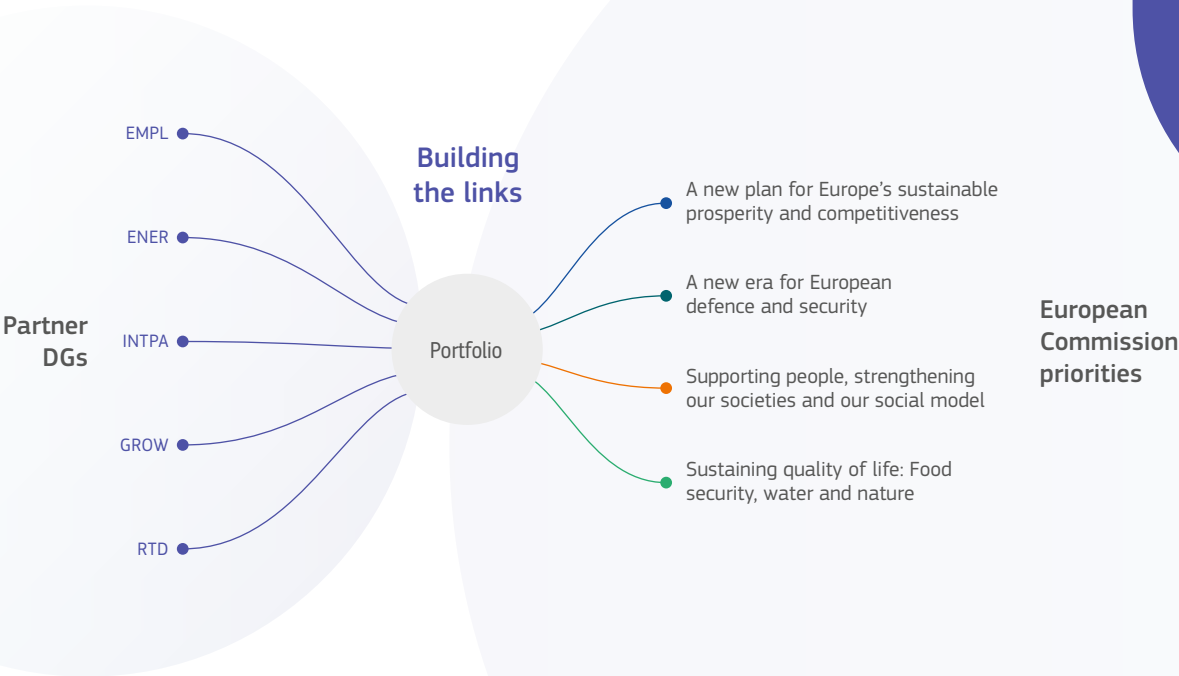 Building
the links
Partner
DGs
EMPL
ENER
INTPA
GROW
RTD
Portfolio
A new plan for Europe’s sustainable
prosperity and competitiveness
A new era for European
defence and security
Supporting people, strengthening
our societies and our social model
Sustaining quality of life: Food
security, water and nature
European
Commission
priorities